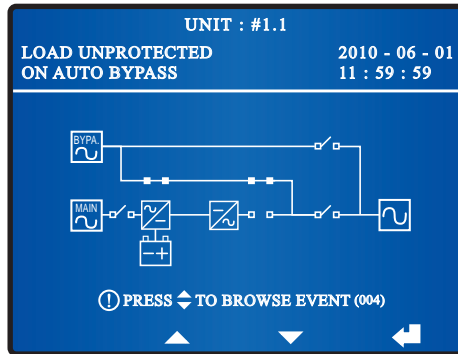 UNIT : #1.1
LOAD UNPROTECTED 2010 - 06 - 01
ON AUTO BYPASS 11 : 59 : 59
BYPA.
MAIN
! PRESS TO BROWSE EVENT (004)